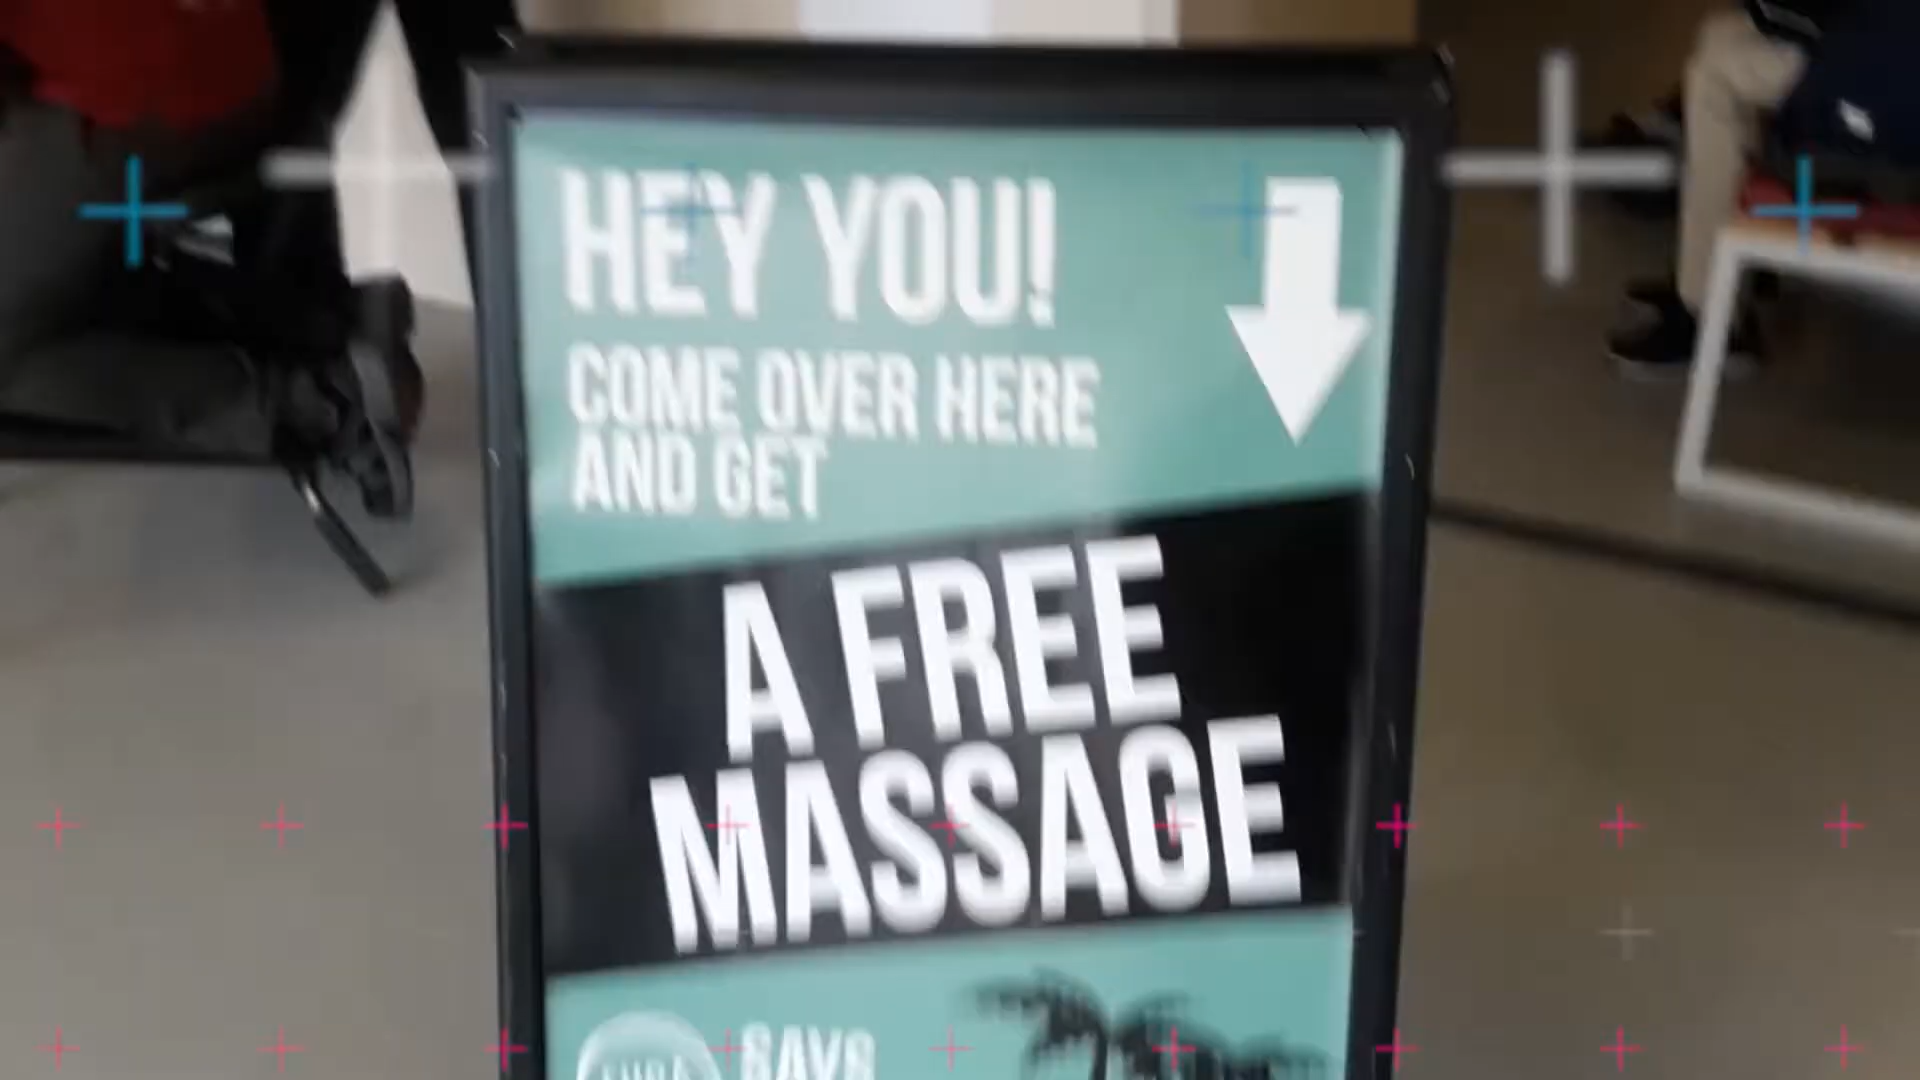 HEY YOU!
COME OVER HERE
AND GET
A FREE
MASSAGE